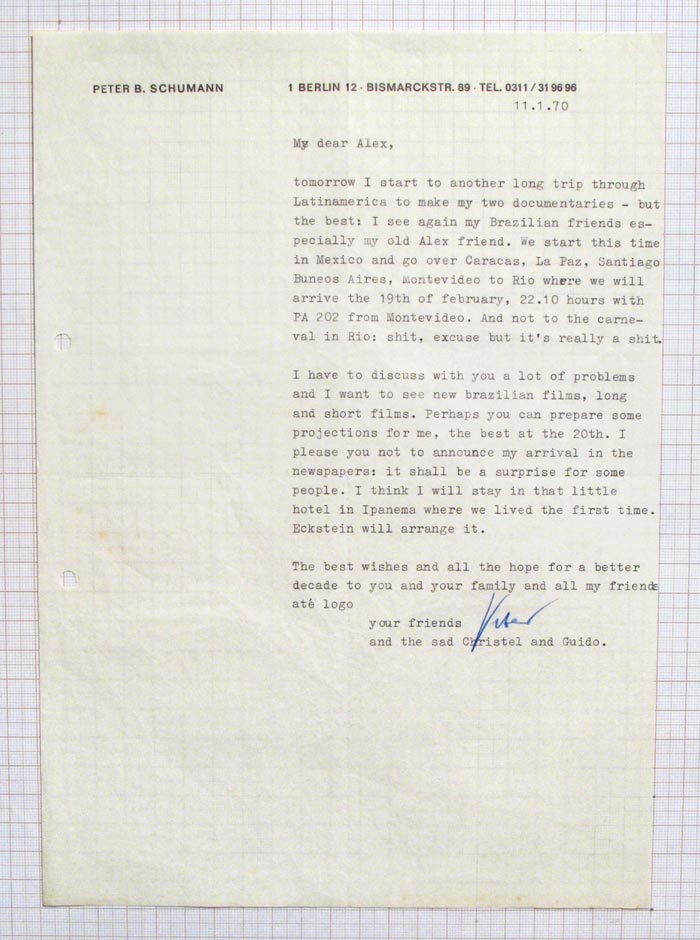 PETER B. SCHUMANN 1 BERLIN 12 · BISMARCKSTR. 89 · TEL. 0311/31 96 96
11.1.70
My dear Alex,
tomorrow I start to another long trip through
Latinamerica to make my two documentaries - but
the best: I see again my Brazilian friends es-
pecially my old Alex friend. We start this time
in Mexico and go over Caracas, La Paz, Santiago
Buneos Aires, Montevideo to Rio where we will
arrive the 19th of february, 22.10 hours with
PA 202 from Montevideo. And not to the carne-
val in Rio: shit, excuse but it's really a shit.
I have to discuss with you a lot of problems
and I want to see new brazilian films, long
and short films. Perhaps you can prepare some
projections for me, the best at the 20th. I
please you not to announce my arrival in the
newspapers: it shall be a surprise for some
people. I think I will stay in that little
hotel in Ipanema where we lived the first time.
Eckstein will arrange it.
The best wishes and all the hope for a better
decade to you and your family and all my friends
até logo
your friends Peter
and the sad Christel and Guido.